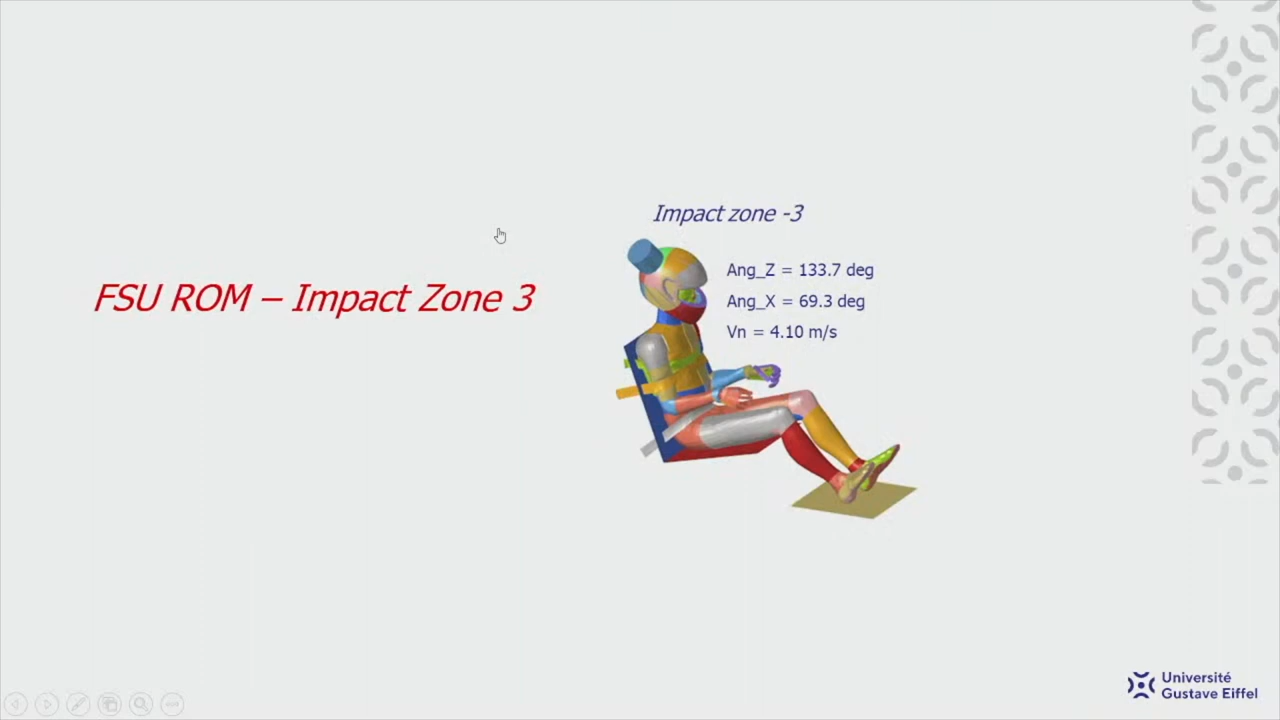 Impact zone -3
Ang_Z = 133.7 deg
FSU ROM – Impact Zone 3
Ang_X = 69.3 deg
Vn = 4.10 m/s
Université
Gustave Eiffel